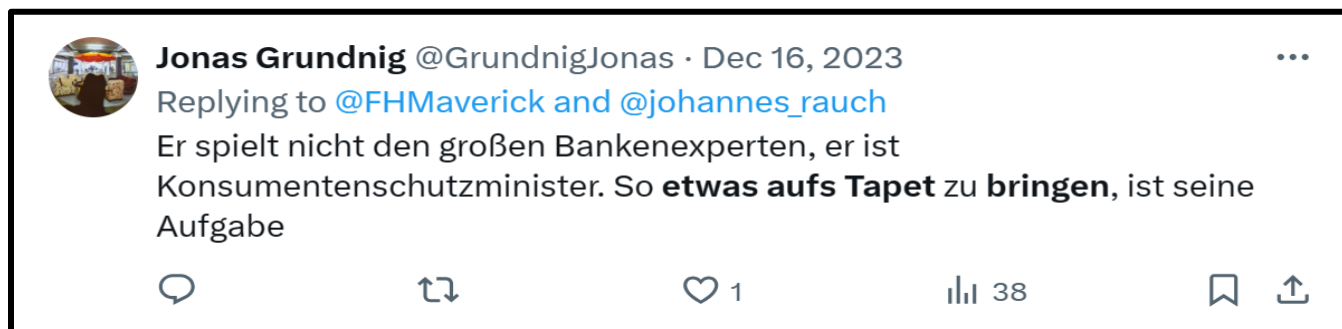 Jonas Grundnig @GrundnigJonas · Dec 16, 2023
Replying to @FHMaverick and @johannes_rauch
Er spielt nicht den großen Bankenexperten, er ist
Konsumentenschutzminister. So etwas aufs Tapet zu bringen, ist seine
Aufgabe
1 38